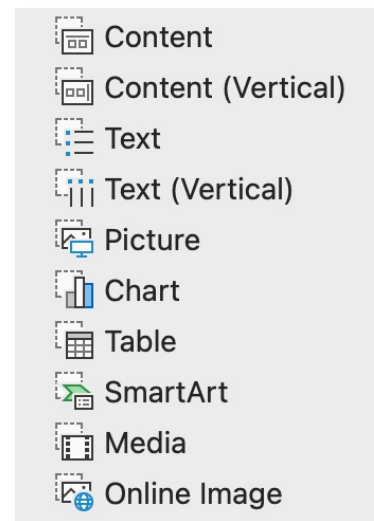 Content
Content (Vertical)
Text
Text (Vertical)
Picture
Chart
Table
SmartArt
Media
Online Image